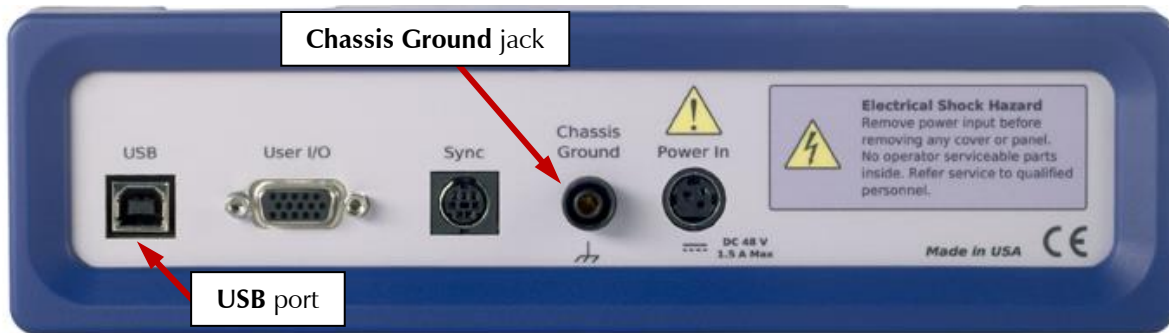 Chassis Ground jack
USB
User I/O
Sync
Chassis
Ground
Power In
DC 48 V
1.5 A Max
Electrical Shock Hazard
Remove power input before
removing any cover or panel.
No operator serviceable parts
inside. Refer service to qualified
personnel.
Made in USA
CE
USB port